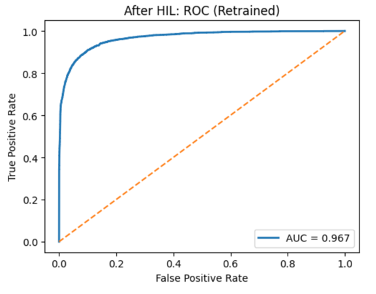 After HIL: ROC (Retrained)
True Positive Rate
1.0
0.8
0.6
0.4
0.2
0.0
AUC = 0.967
0.0 0.2 0.4 0.6 0.8 1.0
False Positive Rate